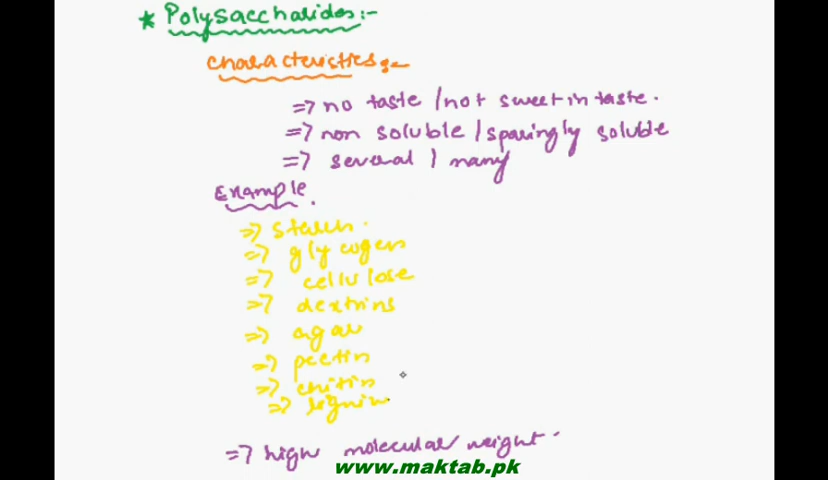 * Polysaccharides:-
Characteristics:-
=> no taste / not sweet in taste.
=> non soluble / sparingly soluble
=> several / many
Example.
=> starch.
=> glycogen
=> cellulose
=> dextrins
=> agar
=> pectin
=> chitin
=> lignin.
=> high molecular weight.
www.maktab.pk